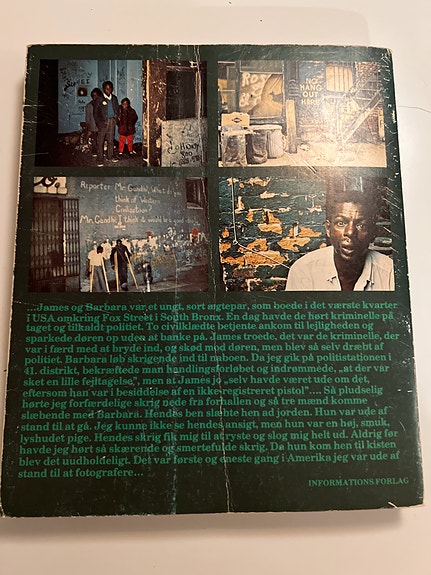 NO
HANG
OUT
HERE
Reporter: Mr. Gandhi, What do you
think of Western
Civilization?
Mr. Gandhi: I think it would be a good idea.
...James og Barbara var et ungt, sort ægtepar, som boede i det værste kvarter
i USA omkring Fox Street i South Bronx. En dag havde de hørt kriminelle på
taget og tilkaldt politiet. To civilklædte betjente ankom til lejligheden og
sparkede døren op uden at banke på. James troede, det var de kriminelle, der
var i færd med at bryde ind, og skød mod døren, men blev så selv dræbt af
politiet. Barbara løb skrigende ind til naboen. Da jeg gik på politistationen i
41. distrikt, bekræftede man handlingsforløbet og indrømmede, „at der var
sket en lille fejltagelse", men at James jo „selv havde været ude om det,
eftersom han var i besiddelse af en ikke-registreret pistol".... Så pludselig
hørte jeg forfærdelige skrig nede fra forhallen og så tre mænd komme
slæbende med Barbara. Hendes ben slæbte hen ad jorden. Hun var ude af
stand til at gå. Jeg kunne ikke se hendes ansigt, men hun var en høj, smuk,
lyshudet pige. Hendes skrig fik mig til at ryste og slog mig helt ud. Aldrig før
havde jeg hørt så skærende og smertefulde skrig. Da hun kom hen til kisten
blev det uudholdeligt. Det var første og eneste gang i Amerika jeg var ude af
stand til at fotografere...
INFORMATIONS FORLAG